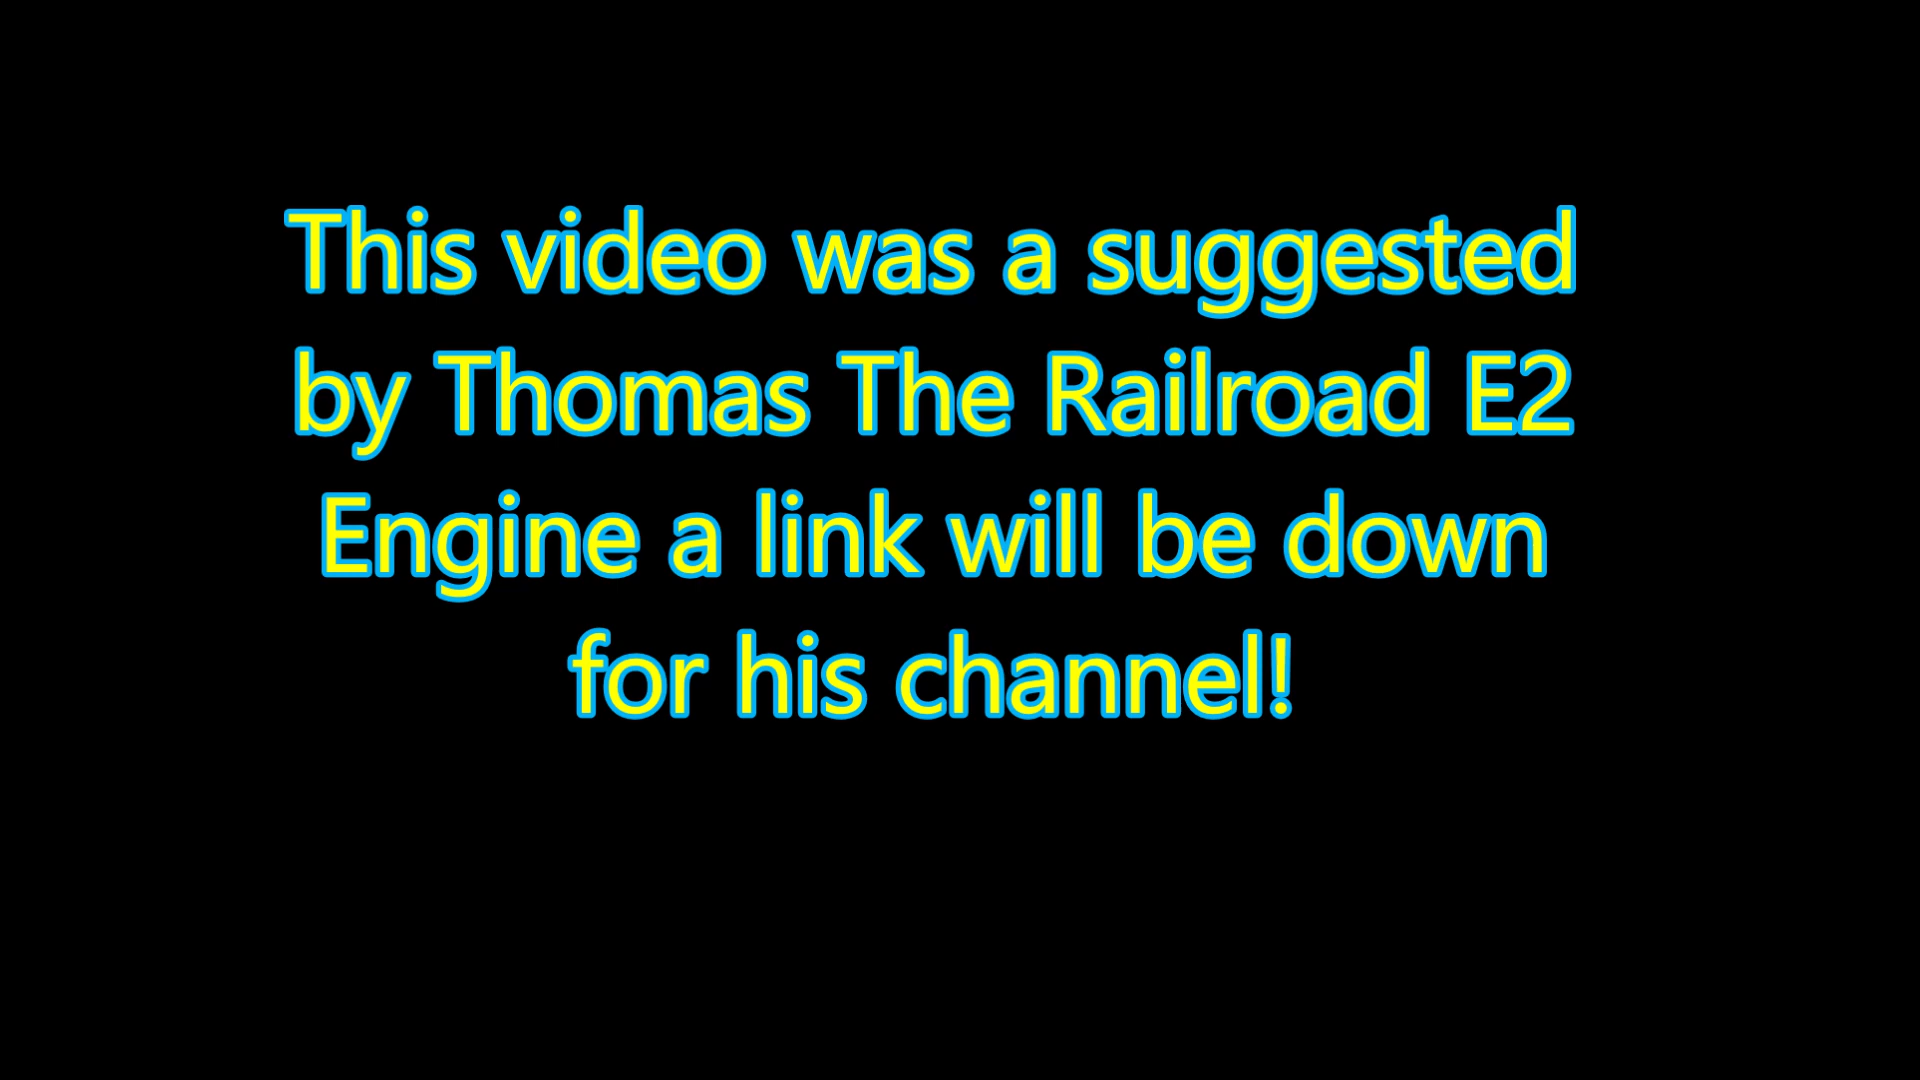 This video was a suggested
by Thomas The Railroad E2
Engine a link will be down
for his channel!